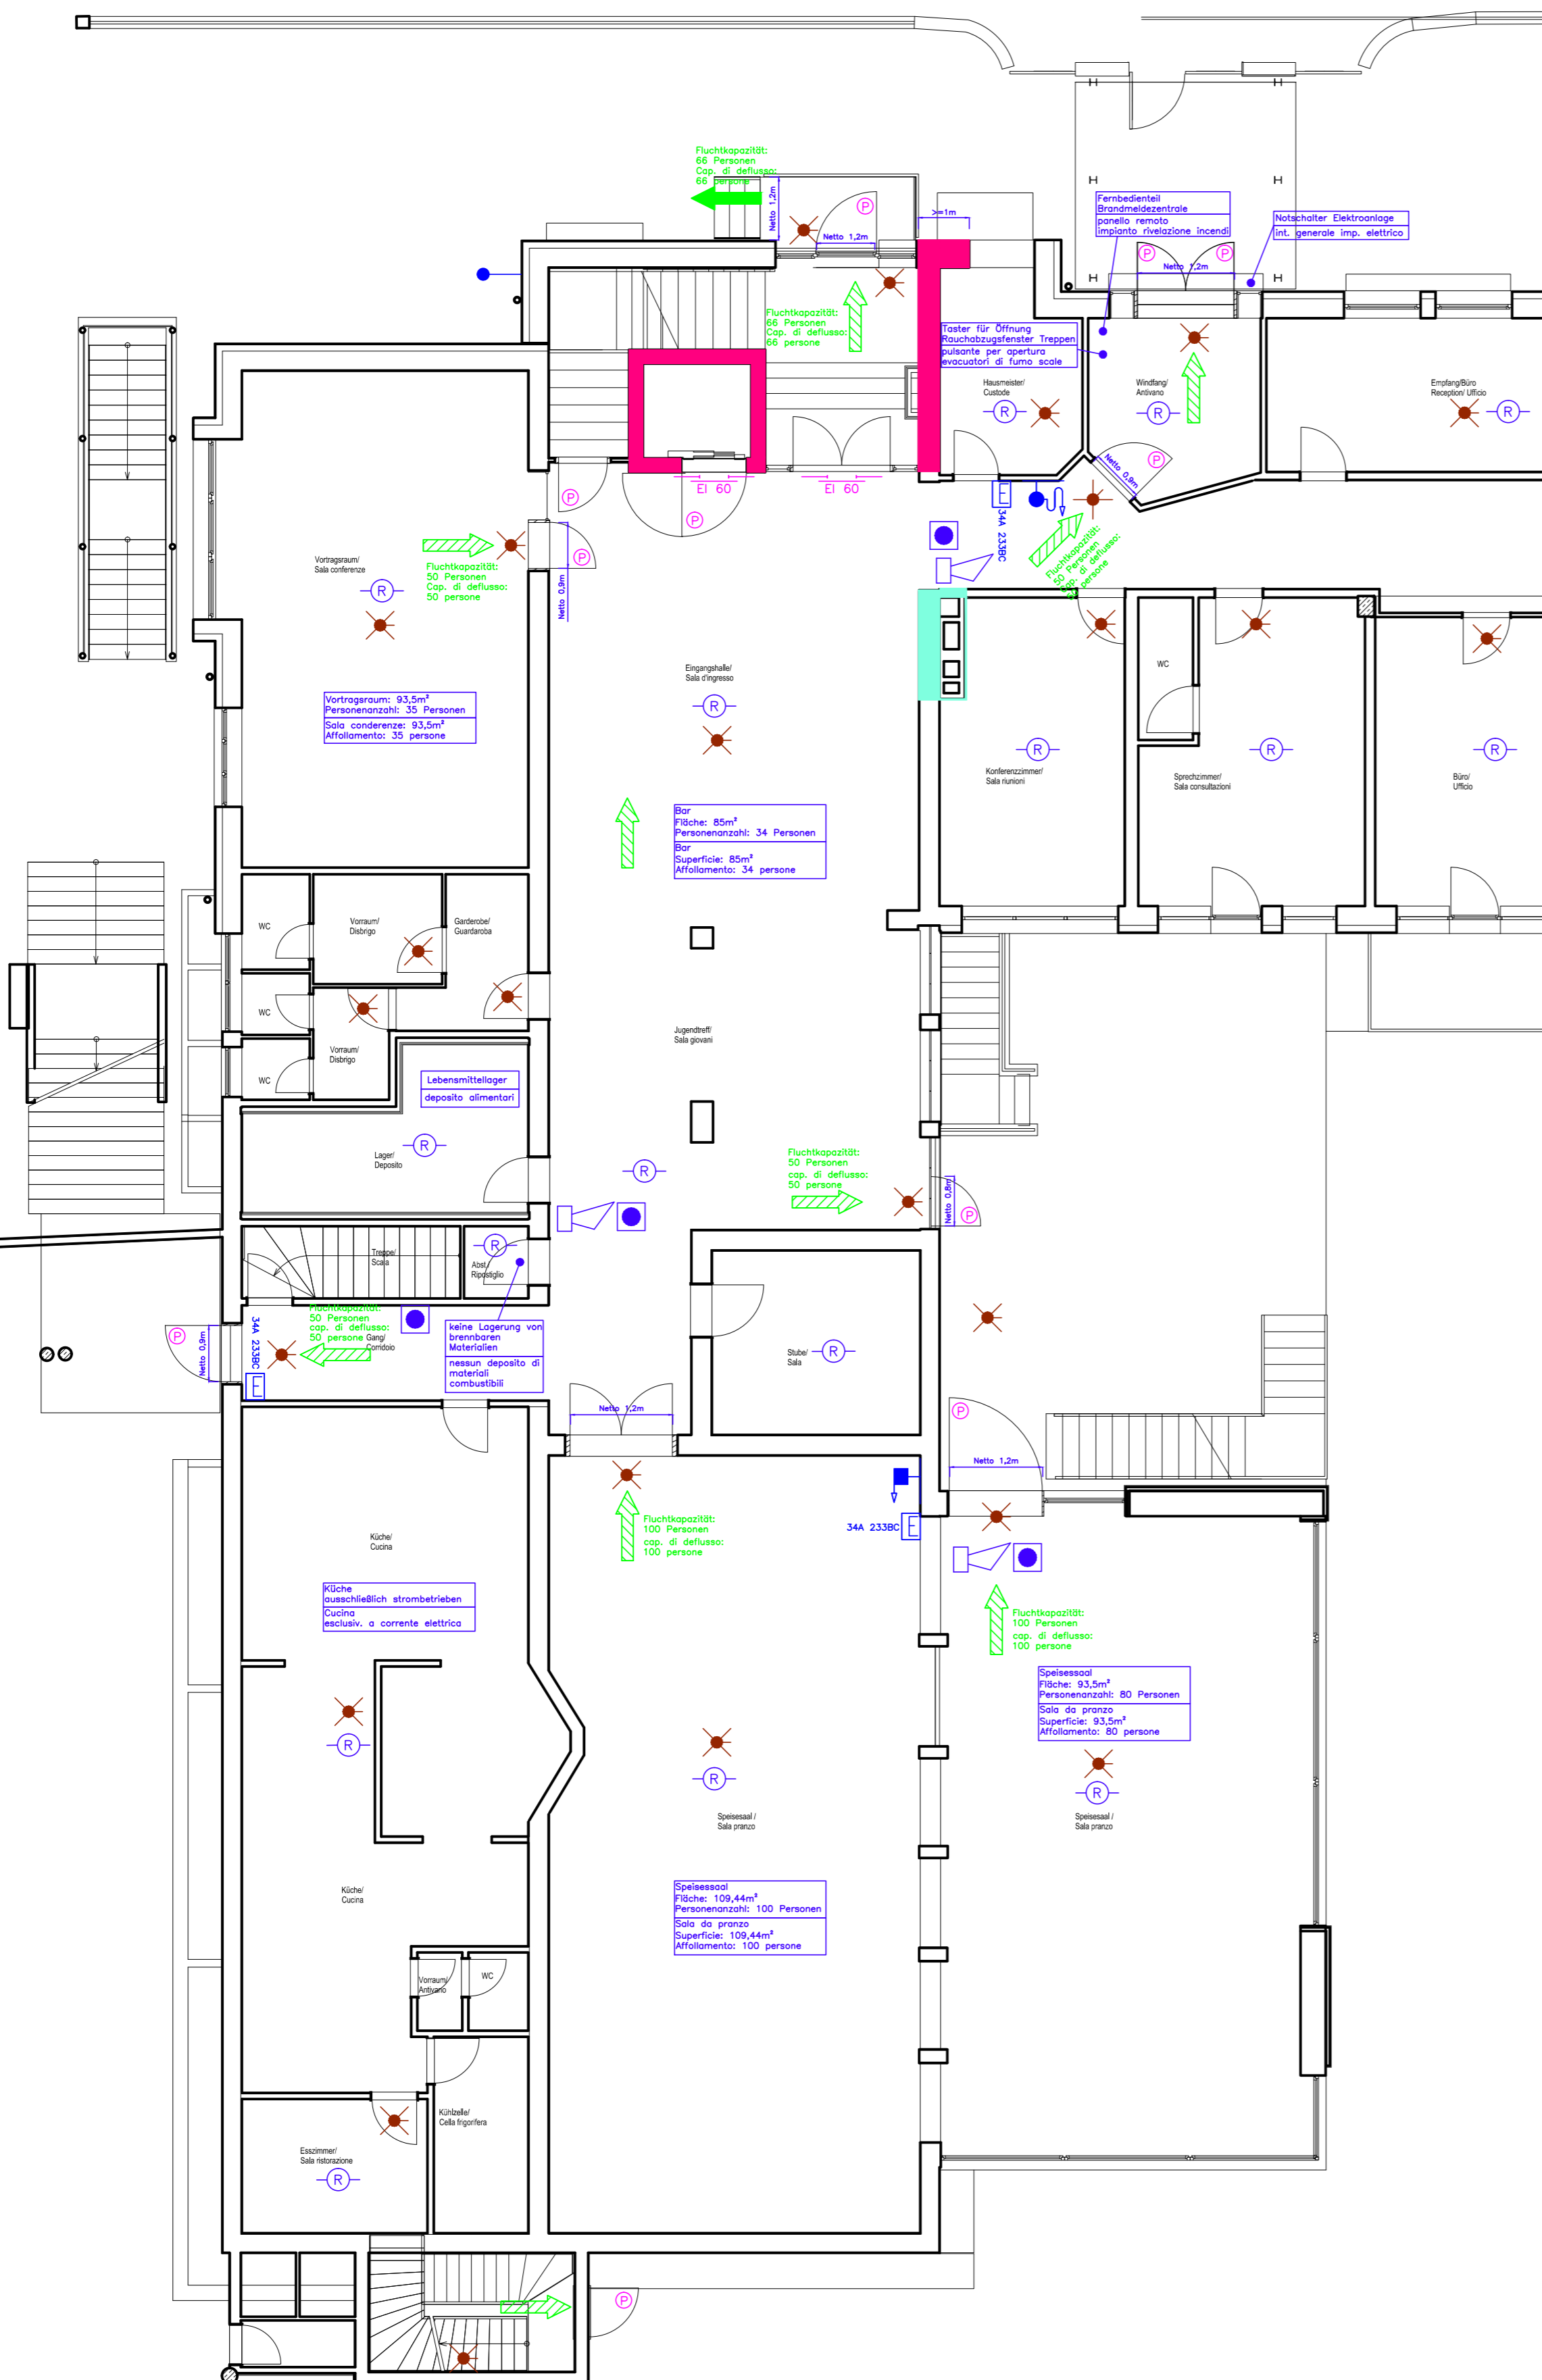 Fluchtkapazität:
66 Personen
Cap. di deflusso:
66 persone
Netto 1,2m
P
Netto 1,2m
>=1m
Fernbedienteil
Brandmeldezentrale
panello remoto
impianto rivelazione incendi
Notschalter Elektroanlage
int. generale imp. elettrico
P
P
Netto 1,2m
Fluchtkapazität:
66 Personen
Cap. di deflusso:
66 persone
Taster für Öffnung
Rauchabzugsfenster Treppen
pulsante per apertura
evacuatori di fumo scale
Hausmeister/
Custode
R
Windfang/
Antivano
R
Empfang/Büro
Reception/ Ufficio
R
P
Netto 0,9m
EI 60
EI 60
P
P
E
34A 233BC
Fluchtkapazität:
50 Personen
Cap. di deflusso:
50 persone
Vortragsraum/
Sala conferenze
R
Fluchtkapazität:
50 Personen
Cap. di deflusso:
50 persone
P
Netto 0,9m
Eingangshalle/
Sala d'ingresso
R
WC
Vortragsraum: 93,5m²
Personenanzahl: 35 Personen
Sala conderenze: 93,5m²
Affollamento: 35 persone
R
Konferenzzimmer/
Sala riunioni
R
Sprechzimmer/
Sala consultazioni
R
Büro/
Ufficio
Bar
Fläche: 85m²
Personenanzahl: 34 Personen
Bar
Superficie: 85m²
Affollamento: 34 persone
WC
Vorraum/
Disbrigo
Garderobe/
Guardaroba
WC
Vorraum/
Disbrigo
WC
Jugendtreff/
Sala giovani
Lebensmittellager
deposito alimentari
Lager/
Deposito
R
R
Fluchtkapazität:
50 Personen
cap. di deflusso:
50 persone
Netto 0,8m
P
Treppe/
Scala
R
Abst./
Ripostiglio
Fluchtkapazität:
50 Personen
cap. di deflusso:
50 persone
Gang/
Corridoio
P
Netto 0,9m
34A 233BC
E
keine Lagerung von
brennbaren
Materialien
nessun deposito di
materiali
combustibili
Stube/
Sala
R
Netto 1,2m
P
Netto 1,2m
Fluchtkapazität:
100 Personen
cap. di deflusso:
100 persone
34A 233BC
E
Küche/
Cucina
Küche
ausschließlich strombetrieben
Cucina
esclusiv. a corrente elettrica
Fluchtkapazität:
100 Personen
cap. di deflusso:
100 persone
Speisessaal
Fläche: 93,5m²
Personenanzahl: 80 Personen
Sala da pranzo
Superficie: 93,5m²
Affollamento: 80 persone
R
R
Speisesaal /
Sala pranzo
R
Speisesaal /
Sala pranzo
Küche/
Cucina
Speisessaal
Fläche: 109,44m²
Personenanzahl: 100 Personen
Sala da pranzo
Superficie: 109,44m²
Affollamento: 100 persone
Vorraum/
Antivano
WC
Kühlzelle/
Cella frigorifera
Esszimmer/
Sala ristorazione
R
P